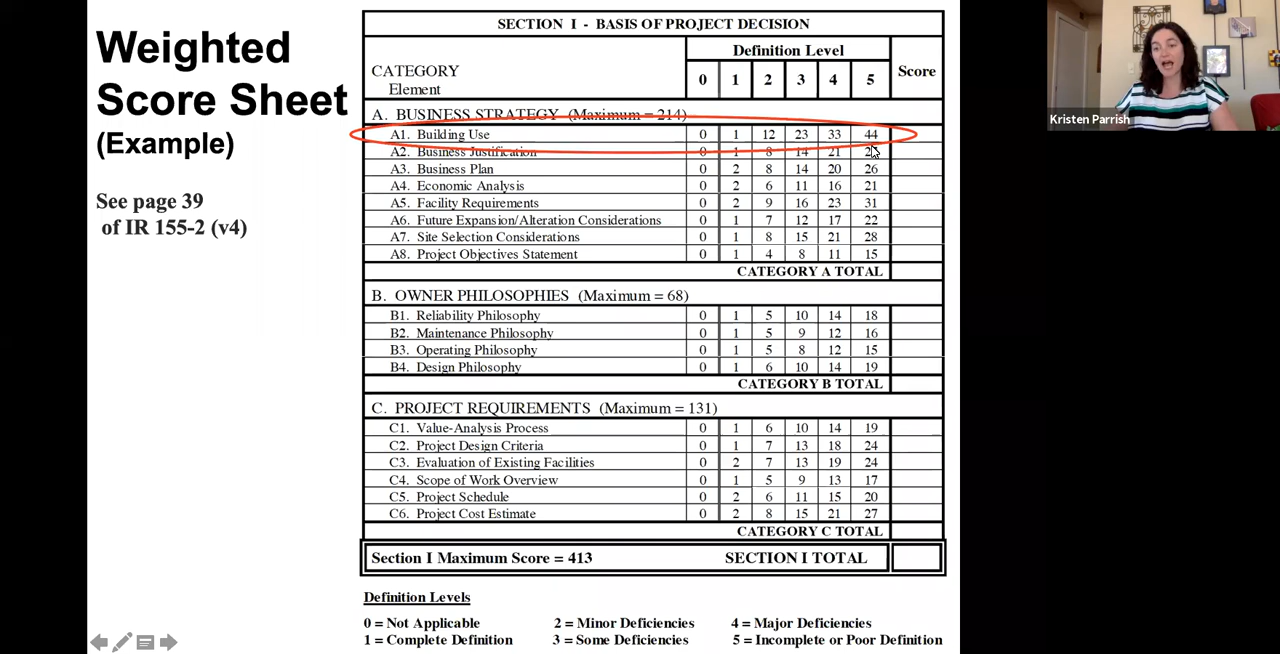 Weighted
Score Sheet
(Example)
See page 39
of IR 155-2 (v4)
SECTION I - BASIS OF PROJECT DECISION
Definition Level
CATEGORY
Element
0 1 2 3 4 5 Score
A. BUSINESS STRATEGY (Maximum = 214)
A1. Building Use 0 1 12 23 33 44
A2. Business Justification 0 1 8 14 21
A3. Business Plan 0 2 8 14 20 26
A4. Economic Analysis 0 2 6 11 16 21
A5. Facility Requirements 0 2 9 16 23 31
A6. Future Expansion/Alteration Considerations 0 1 7 12 17 22
A7. Site Selection Considerations 0 1 8 15 21 28
A8. Project Objectives Statement 0 1 4 8 11 15
CATEGORY A TOTAL
B. OWNER PHILOSOPHIES (Maximum = 68)
B1. Reliability Philosophy 0 1 5 10 14 18
B2. Maintenance Philosophy 0 1 5 9 12 16
B3. Operating Philosophy 0 1 5 8 12 15
B4. Design Philosophy 0 1 6 10 14 19
CATEGORY B TOTAL
C. PROJECT REQUIREMENTS (Maximum = 131)
C1. Value-Analysis Process 0 1 6 10 14 19
C2. Project Design Criteria 0 1 7 13 18 24
C3. Evaluation of Existing Facilities 0 2 7 13 19 24
C4. Scope of Work Overview 0 1 5 9 13 17
C5. Project Schedule 0 2 6 11 15 20
C6. Project Cost Estimate 0 2 8 15 21 27
CATEGORY C TOTAL
Section I Maximum Score = 413 SECTION I TOTAL
Definition Levels
0 = Not Applicable 2 = Minor Deficiencies 4 = Major Deficiencies
1 = Complete Definition 3 = Some Deficiencies 5 = Incomplete or Poor Definition
Kristen Parrish